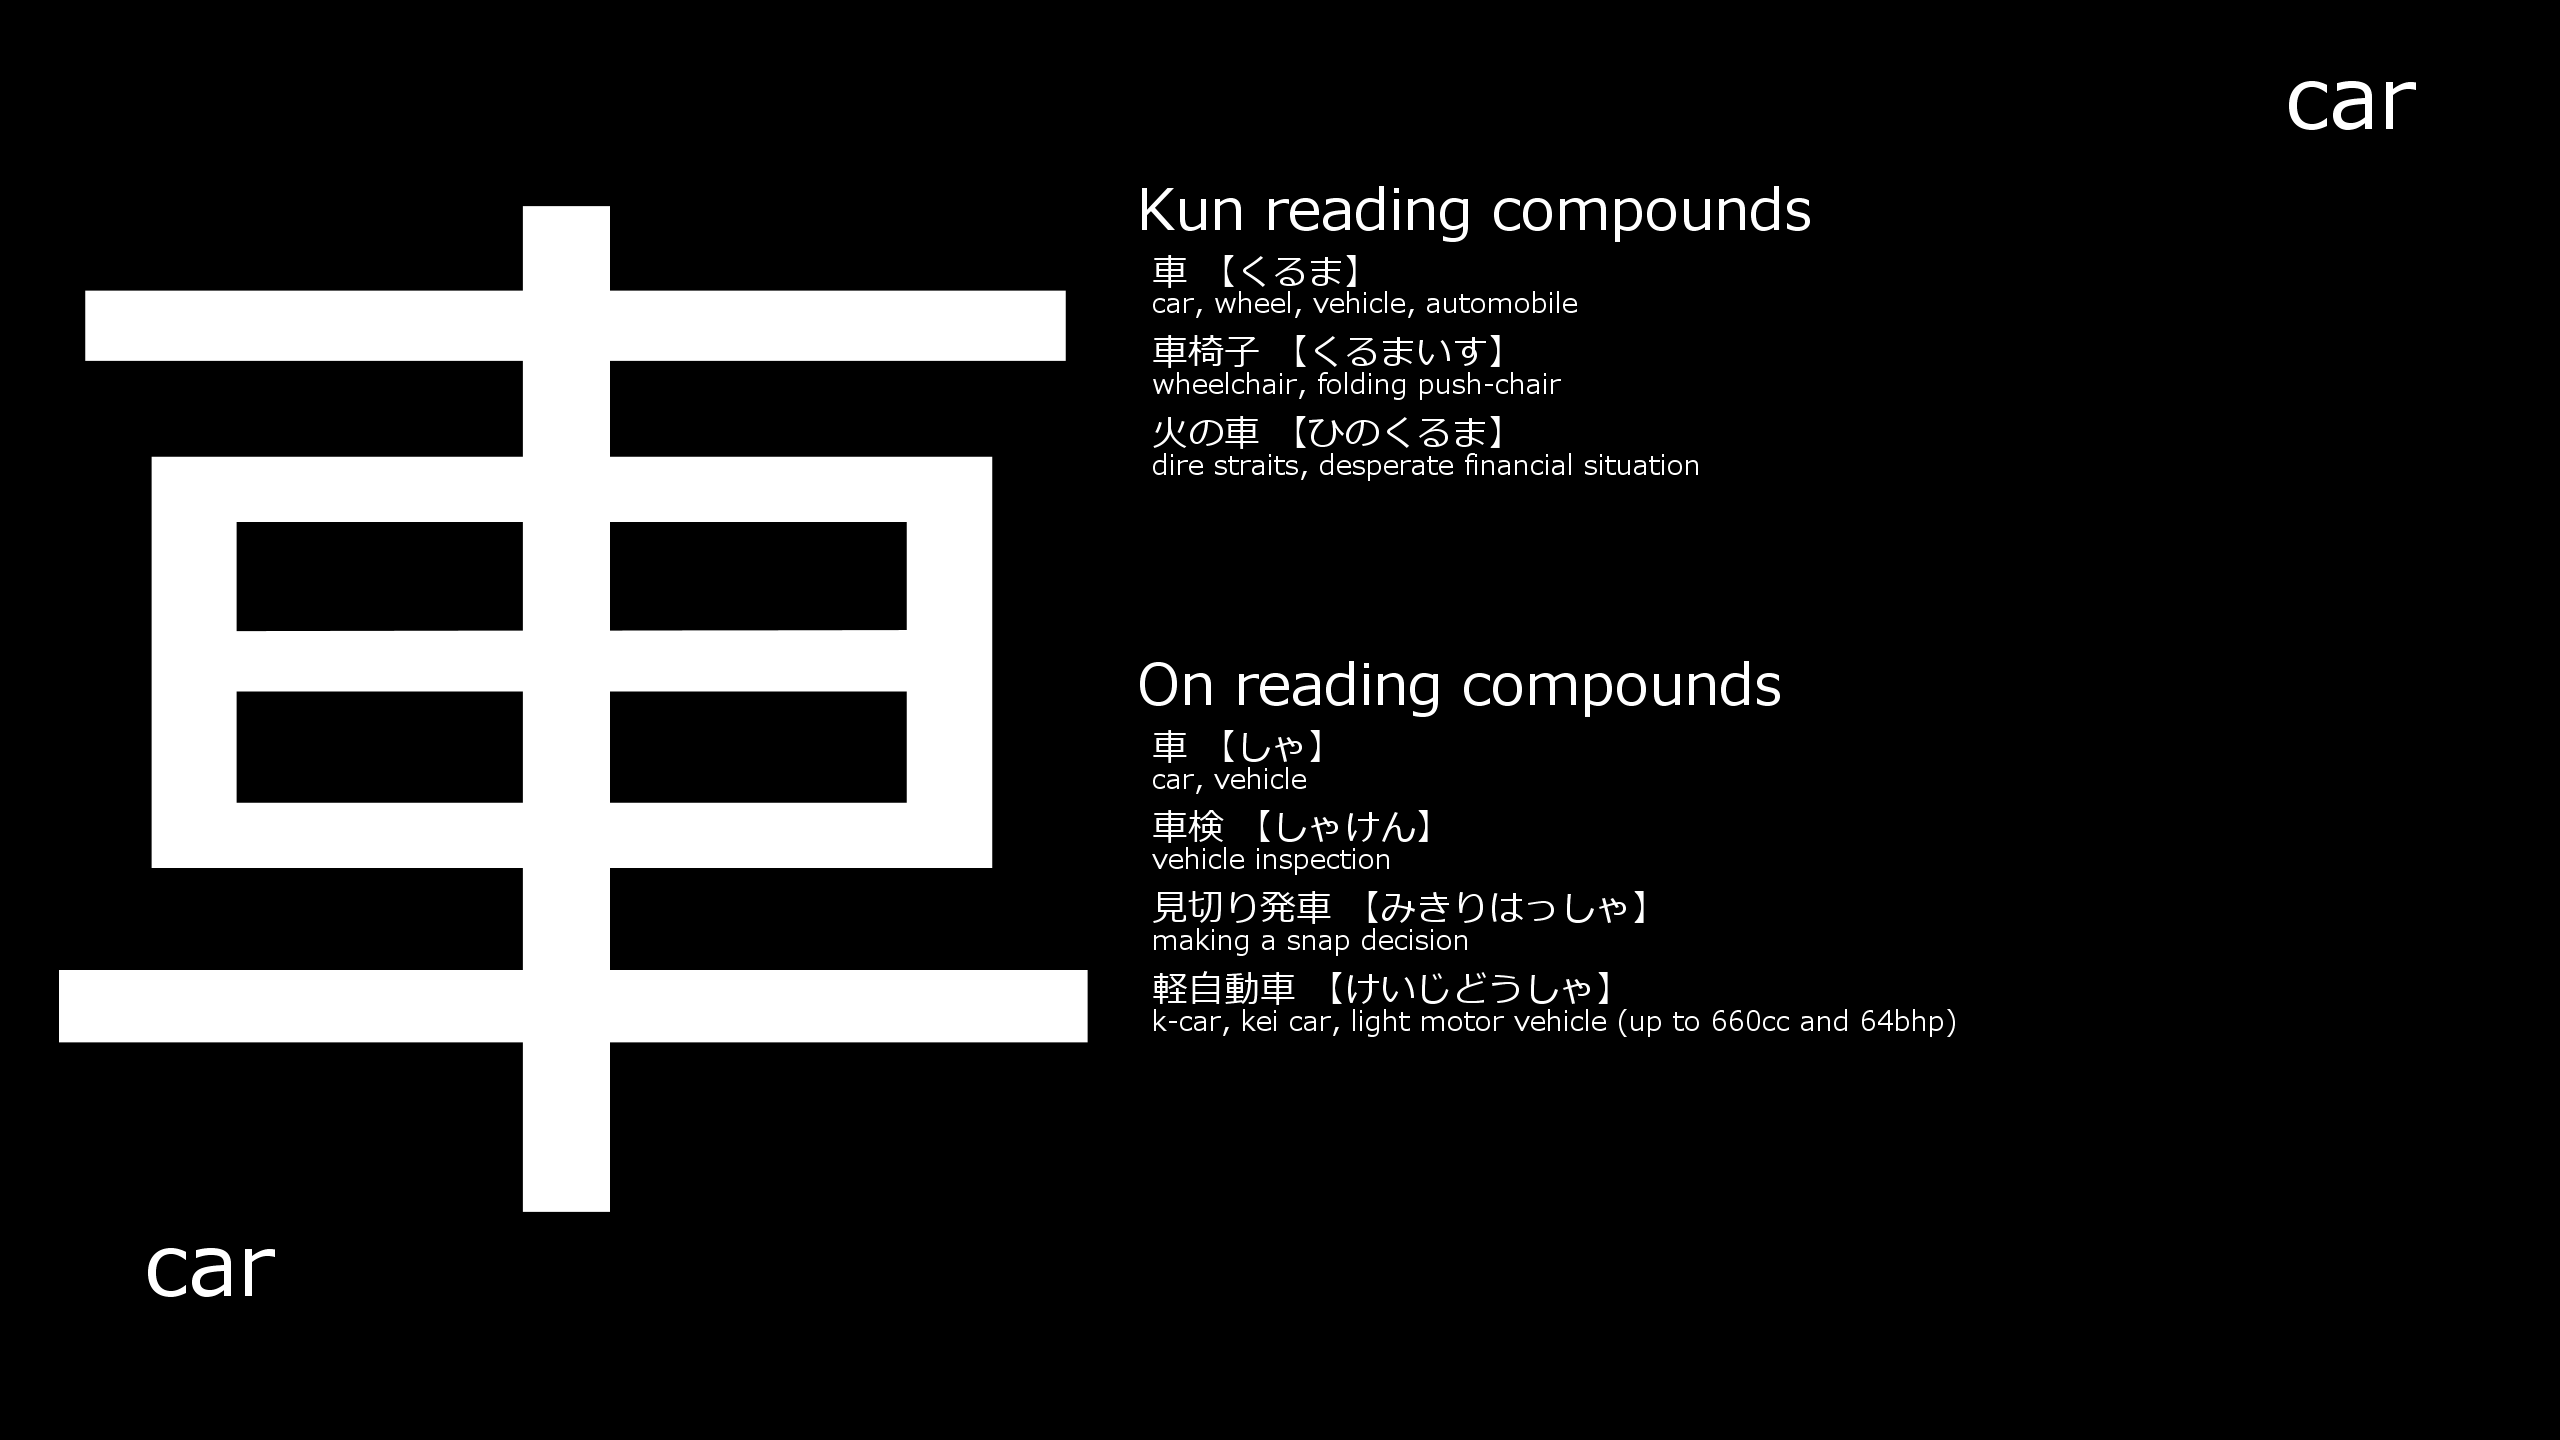 car
車
Kun reading compounds
車 【くるま】
car, wheel, vehicle, automobile
車椅子 【くるまいす】
wheelchair, folding push-chair
火の車 【ひのくるま】
dire straits, desperate financial situation
On reading compounds
車 【しゃ】
car, vehicle
車検 【しゃけん】
vehicle inspection
見切り発車 【みきりはっしゃ】
making a snap decision
軽自動車 【けいじどうしゃ】
k-car, kei car, light motor vehicle (up to 660cc and 64bhp)
car